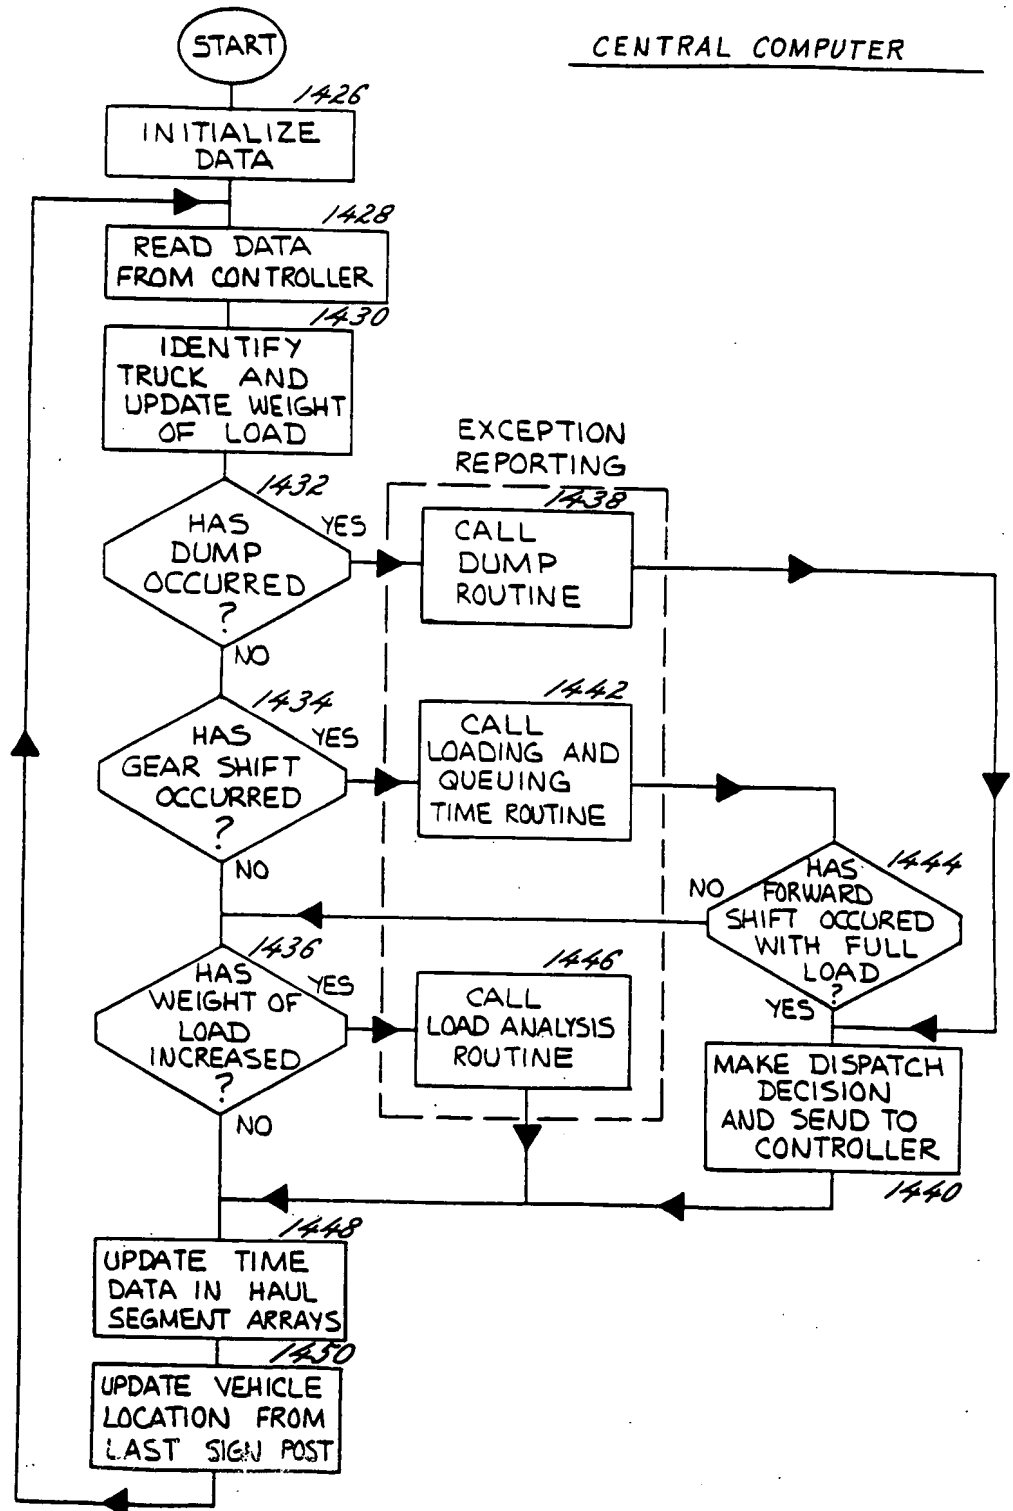 START
CENTRAL COMPUTER
1426
INITIALIZE
DATA
1428
READ DATA
FROM CONTROLLER
1430
IDENTIFY
TRUCK AND
UPDATE WEIGHT
OF LOAD
EXCEPTION
REPORTING
1432
HAS
DUMP
OCCURRED
?
YES
NO
1438
CALL
DUMP
ROUTINE
1434
HAS
GEAR SHIFT
OCCURRED
?
YES
NO
1442
CALL
LOADING AND
QUEUING
TIME ROUTINE
1444
HAS
FORWARD
SHIFT OCCURED
WITH FULL
LOAD
?
NO
YES
1436
HAS
WEIGHT OF
LOAD
INCREASED
?
YES
NO
1446
CALL
LOAD ANALYSIS
ROUTINE
MAKE DISPATCH
DECISION
AND SEND TO
CONTROLLER
1440
1448
UPDATE TIME
DATA IN HAUL
SEGMENT ARRAYS
1450
UPDATE VEHICLE
LOCATION FROM
LAST SIGN POST